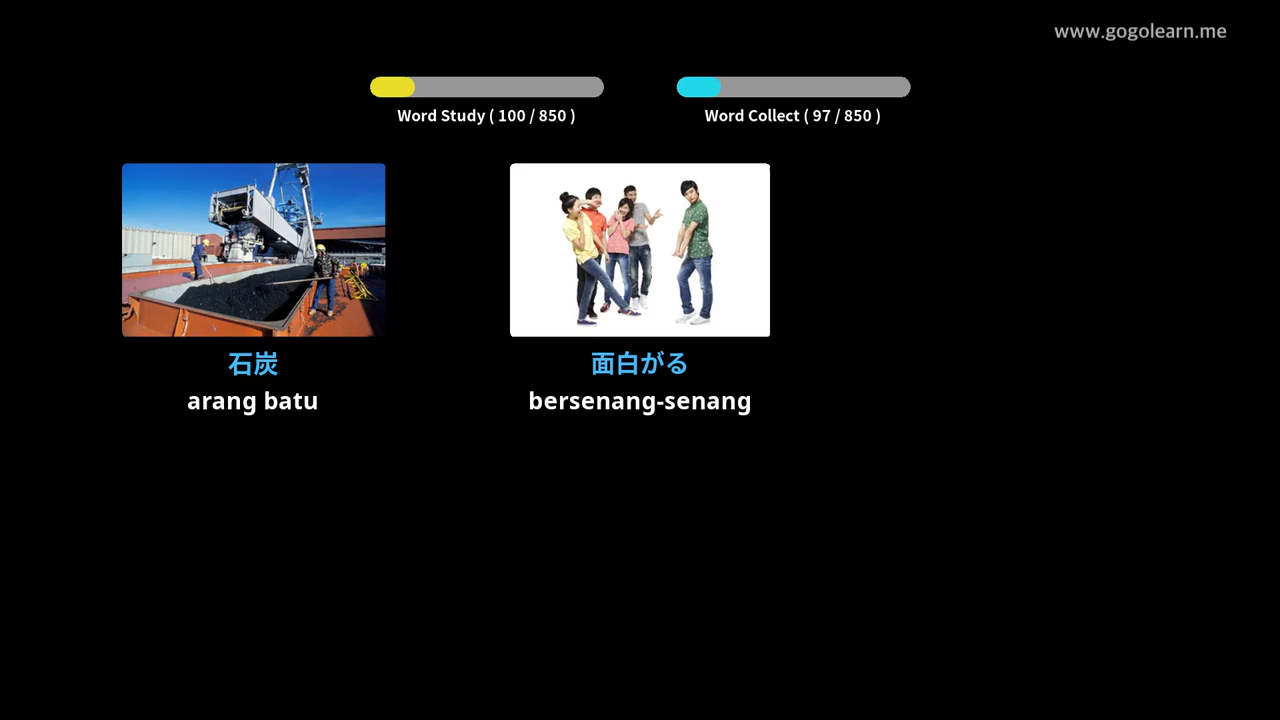 www.gogolearn.me
Word Study ( 100 / 850 )
Word Collect ( 97 / 850 )
石炭
arang batu
面白がる
bersenang-senang